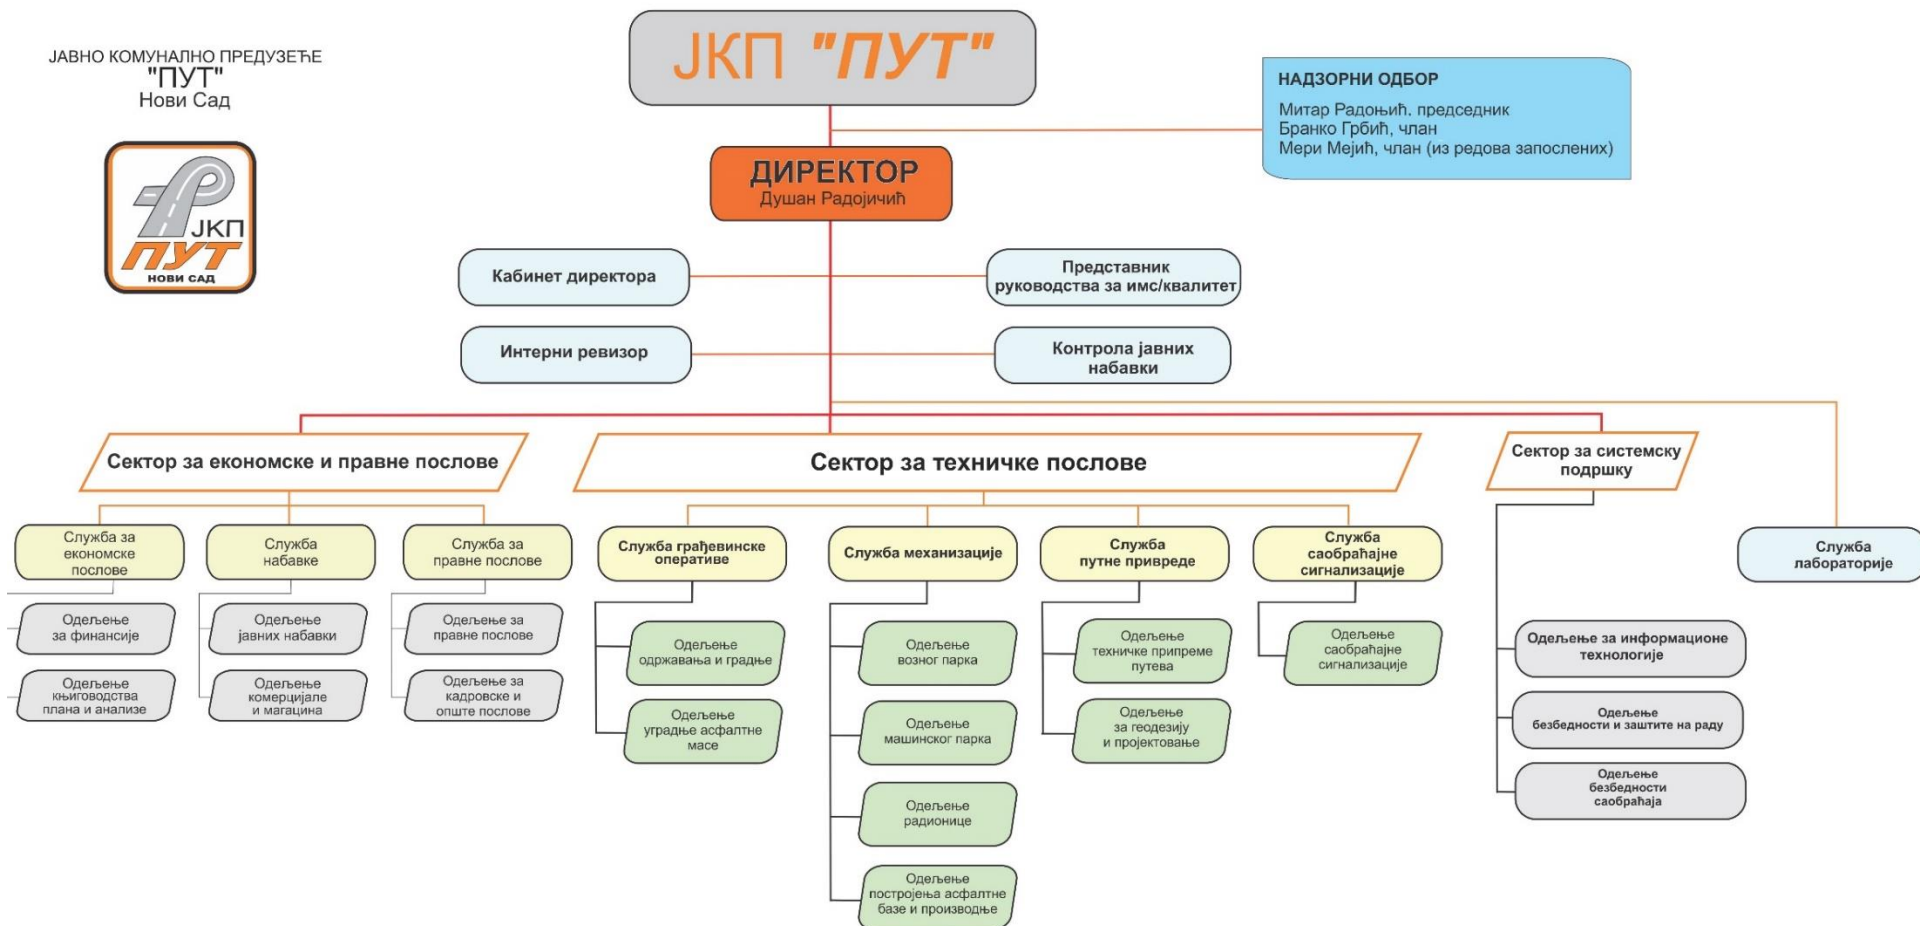 ЈАВНО КОМУНАЛНО ПРЕДУЗЕЋЕ
"ПУТ"
Нови Сад
ЈКП
ПУТ
НОВИ САД
ЈКП "ПУТ"
НАДЗОРНИ ОДБОР
Митар Радоњић. председник
Бранко Грбић, члан
Мери Мејић, члан (из редова запослених)
ДИРЕКТОР
Душан Радојичић
Кабинет директора
Представник
руководства за имс/квалитет
Интерни ревизор
Контрола јавних
набавки
Сектор за економске и правне послове
Сектор за техничке послове
Сектор за системску
подршку
Служба за
економске
послове
Служба
набавке
Служба за
правне послове
Служба грађевинске
оперативе
Служба механизације
Служба
путне привреде
Служба
саобраћајне
сигнализације
Служба
лабораторије
Одељење
за финансије
Одељење
књиговодства
плана и анализе
Одељење
јавних набавки
Одељење
комерцијале
и магацина
Одељење за
правне послове
Одељење за
кадровске и
опште послове
Одељење
одржавања и градње
Одељење
уградње асфалтне
масе
Одељење
возног парка
Одељење
машинског парка
Одељење
радионице
Одељење
постројења асфалтне
базе и производње
Одељење
техничке припреме
путева
Одељење
за геодезију
и пројектовање
Одељење
саобраћајне
сигнализације
Одељење за информационе
технологије
Одељење
безбедности и заштите на раду
Одељење
безбедности
саобраћаја